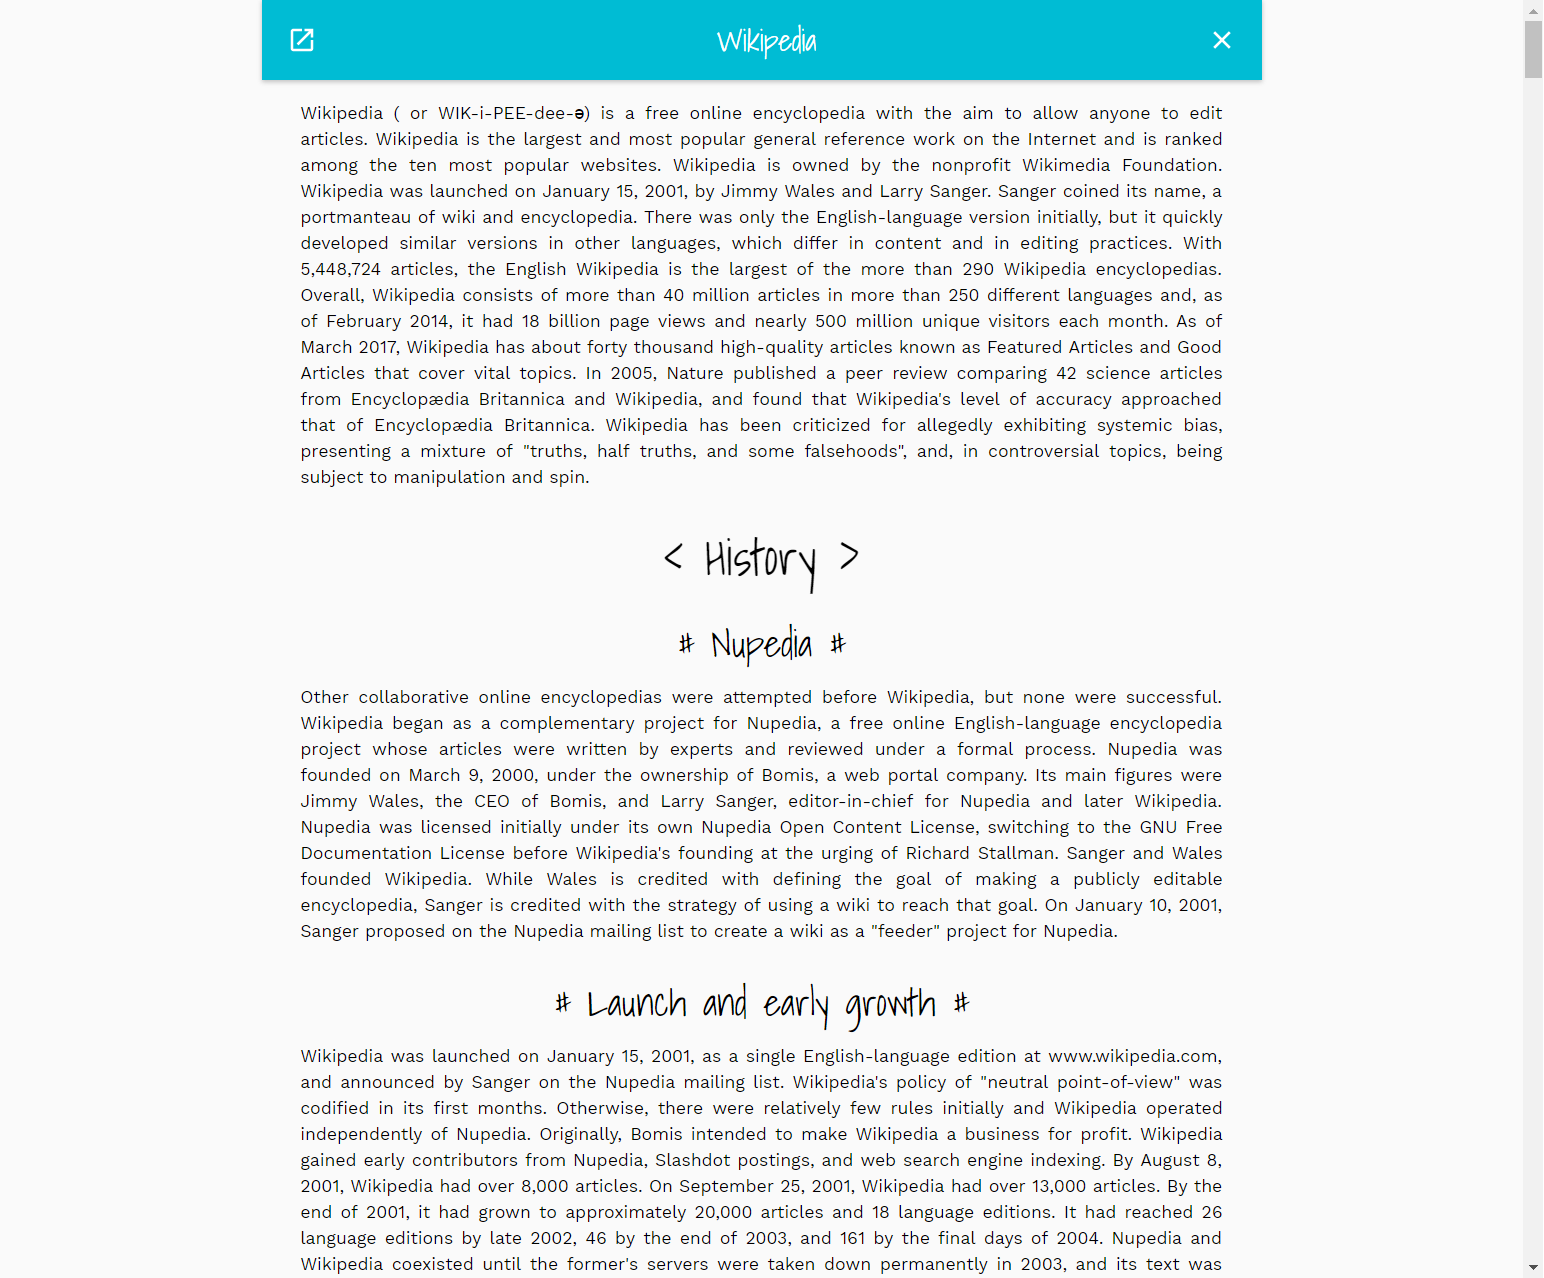 Wikipedia
Wikipedia ( or WIK-i-PEE-dee-ə) is a free online encyclopedia with the aim to allow anyone to edit
articles. Wikipedia is the largest and most popular general reference work on the Internet and is ranked
among the ten most popular websites. Wikipedia is owned by the nonprofit Wikimedia Foundation.
Wikipedia was launched on January 15, 2001, by Jimmy Wales and Larry Sanger. Sanger coined its name, a
portmanteau of wiki and encyclopedia. There was only the English-language version initially, but it quickly
developed similar versions in other languages, which differ in content and in editing practices. With
5,448,724 articles, the English Wikipedia is the largest of the more than 290 Wikipedia encyclopedias.
Overall, Wikipedia consists of more than 40 million articles in more than 250 different languages and, as
of February 2014, it had 18 billion page views and nearly 500 million unique visitors each month. As of
March 2017, Wikipedia has about forty thousand high-quality articles known as Featured Articles and Good
Articles that cover vital topics. In 2005, Nature published a peer review comparing 42 science articles
from Encyclopædia Britannica and Wikipedia, and found that Wikipedia's level of accuracy approached
that of Encyclopædia Britannica. Wikipedia has been criticized for allegedly exhibiting systemic bias,
presenting a mixture of "truths, half truths, and some falsehoods", and, in controversial topics, being
subject to manipulation and spin.
< History >
# Nupedia #
Other collaborative online encyclopedias were attempted before Wikipedia, but none were successful.
Wikipedia began as a complementary project for Nupedia, a free online English-language encyclopedia
project whose articles were written by experts and reviewed under a formal process. Nupedia was
founded on March 9, 2000, under the ownership of Bomis, a web portal company. Its main figures were
Jimmy Wales, the CEO of Bomis, and Larry Sanger, editor-in-chief for Nupedia and later Wikipedia.
Nupedia was licensed initially under its own Nupedia Open Content License, switching to the GNU Free
Documentation License before Wikipedia's founding at the urging of Richard Stallman. Sanger and Wales
founded Wikipedia. While Wales is credited with defining the goal of making a publicly editable
encyclopedia, Sanger is credited with the strategy of using a wiki to reach that goal. On January 10, 2001,
Sanger proposed on the Nupedia mailing list to create a wiki as a "feeder" project for Nupedia.
# Launch and early growth #
Wikipedia was launched on January 15, 2001, as a single English-language edition at www.wikipedia.com,
and announced by Sanger on the Nupedia mailing list. Wikipedia's policy of "neutral point-of-view" was
codified in its first months. Otherwise, there were relatively few rules initially and Wikipedia operated
independently of Nupedia. Originally, Bomis intended to make Wikipedia a business for profit. Wikipedia
gained early contributors from Nupedia, Slashdot postings, and web search engine indexing. By August 8,
2001, Wikipedia had over 8,000 articles. On September 25, 2001, Wikipedia had over 13,000 articles. By the
end of 2001, it had grown to approximately 20,000 articles and 18 language editions. It had reached 26
language editions by late 2002, 46 by the end of 2003, and 161 by the final days of 2004. Nupedia and
Wikipedia coexisted until the former's servers were taken down permanently in 2003, and its text was